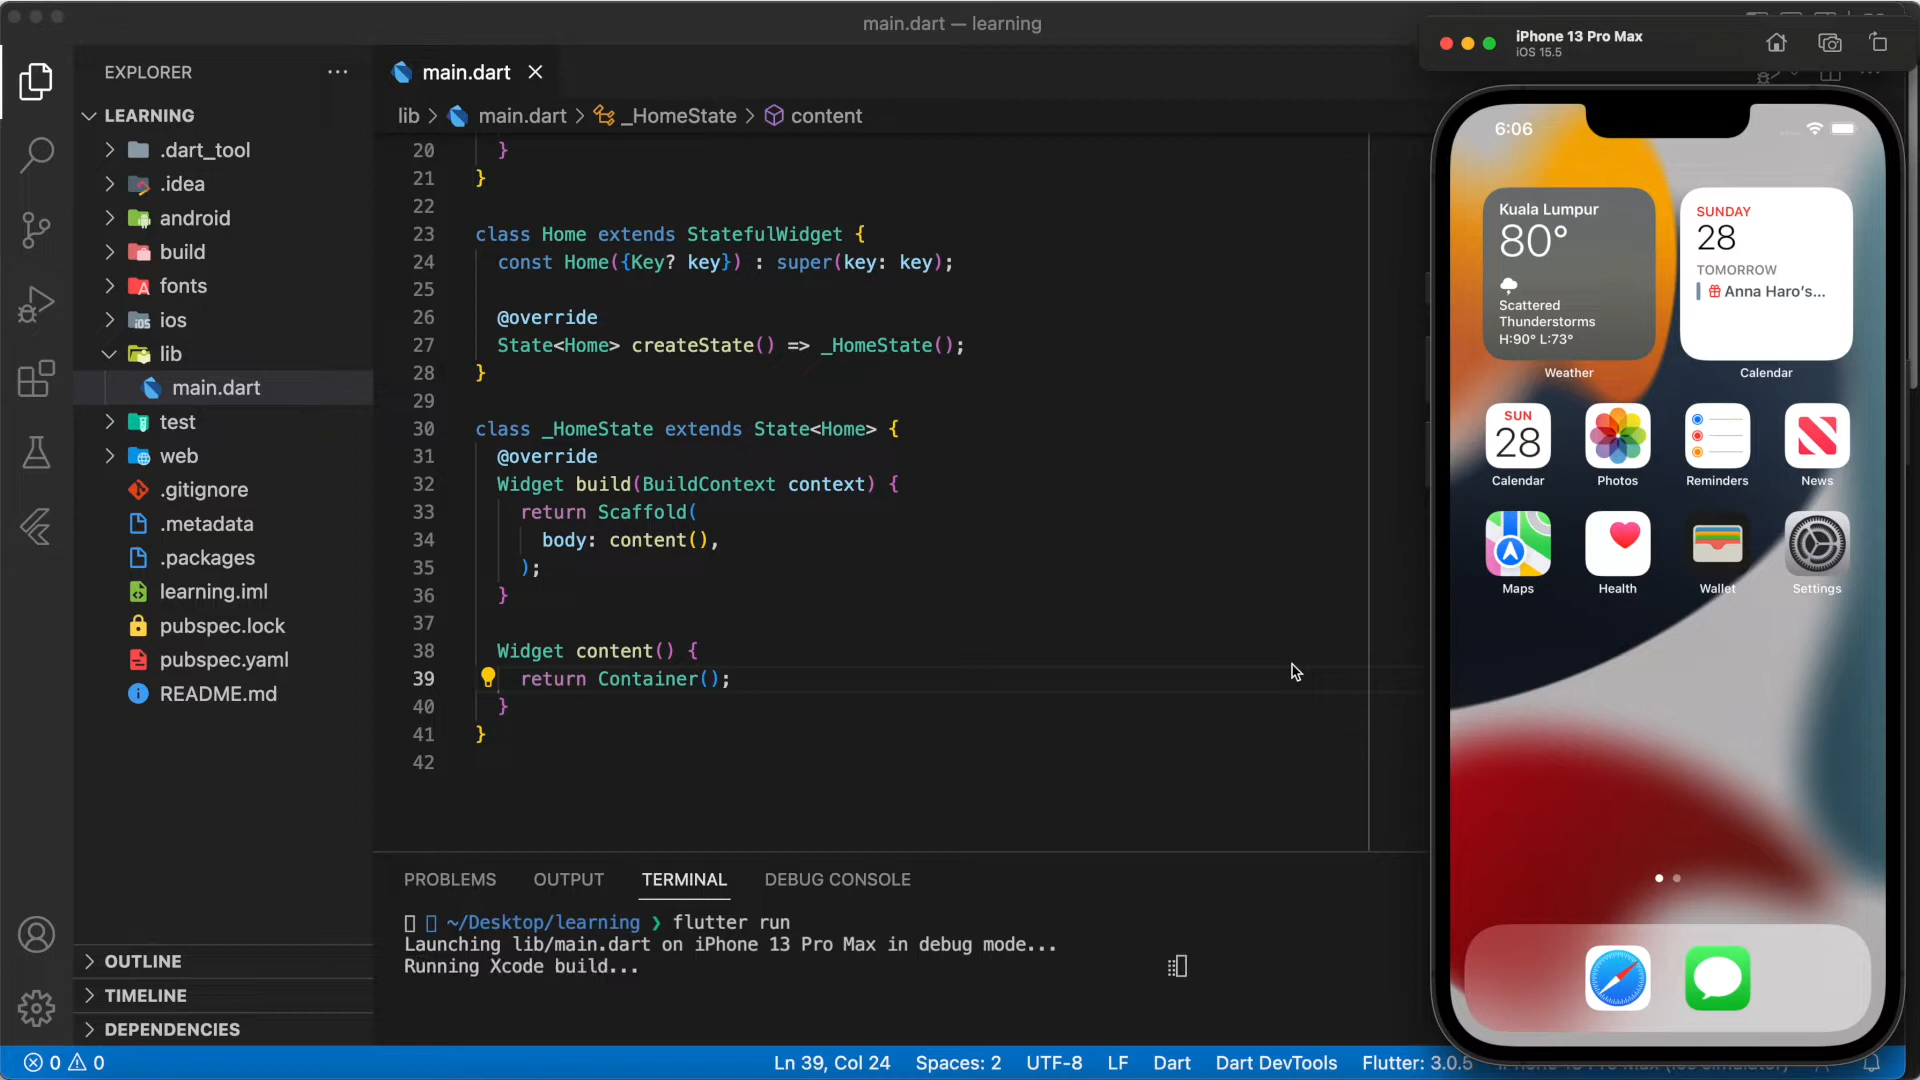 main.dart — learning
EXPLORER
LEARNING
.dart_tool
.idea
android
build
fonts
ios
lib
main.dart
test
web
.gitignore
.metadata
.packages
learning.iml
pubspec.lock
pubspec.yaml
README.md
OUTLINE
TIMELINE
DEPENDENCIES
main.dart
lib > main.dart > _HomeState > content
20 }
21 }
22
23 class Home extends StatefulWidget {
24 const Home({Key? key}) : super(key: key);
25
26 @override
27 State<Home> createState() => _HomeState();
28 }
29
30 class _HomeState extends State<Home> {
31 @override
32 Widget build(BuildContext context) {
33 return Scaffold(
34 body: content(),
35 );
36 }
37
38 Widget content() {
39 return Container();
40 }
41 }
42
PROBLEMS OUTPUT TERMINAL DEBUG CONSOLE
~/Desktop/learning ❯ flutter run
Launching lib/main.dart on iPhone 13 Pro Max in debug mode...
Running Xcode build...
0 0 Ln 39, Col 24 Spaces: 2 UTF-8 LF Dart Dart DevTools Flutter: 3.0.5
iPhone 13 Pro Max
iOS 15.5
6:06
Kuala Lumpur
80°
Scattered
Thunderstorms
H:90° L:73°
Weather
SUNDAY
28
TOMORROW
Anna Haro's...
Calendar
SUN
28
Calendar Photos Reminders News
Maps Health Wallet Settings